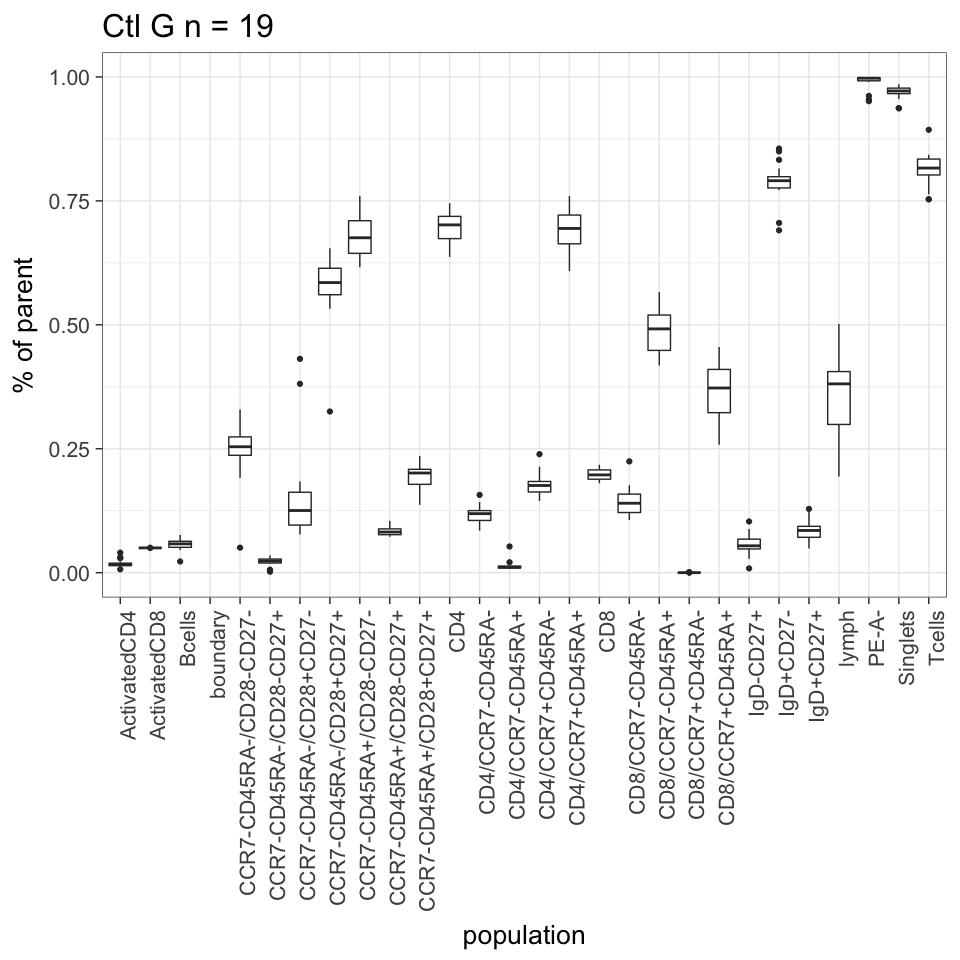 Ctl G n = 19
% of parent
1.00
0.75
0.50
0.25
0.00
ActivatedCD4
ActivatedCD8
Bcells
boundary
CCR7-CD45RA-/CD28-CD27-
CCR7-CD45RA-/CD28-CD27+
CCR7-CD45RA-/CD28+CD27-
CCR7-CD45RA-/CD28+CD27+
CCR7-CD45RA+/CD28-CD27-
CCR7-CD45RA+/CD28-CD27+
CCR7-CD45RA+/CD28+CD27+
CD4
CD4/CCR7-CD45RA-
CD4/CCR7-CD45RA+
CD4/CCR7+CD45RA-
CD4/CCR7+CD45RA+
CD8
CD8/CCR7-CD45RA-
CD8/CCR7-CD45RA+
CD8/CCR7+CD45RA-
CD8/CCR7+CD45RA+
IgD-CD27+
IgD+CD27-
IgD+CD27+
lymph
PE-A-
Singlets
Tcells
population